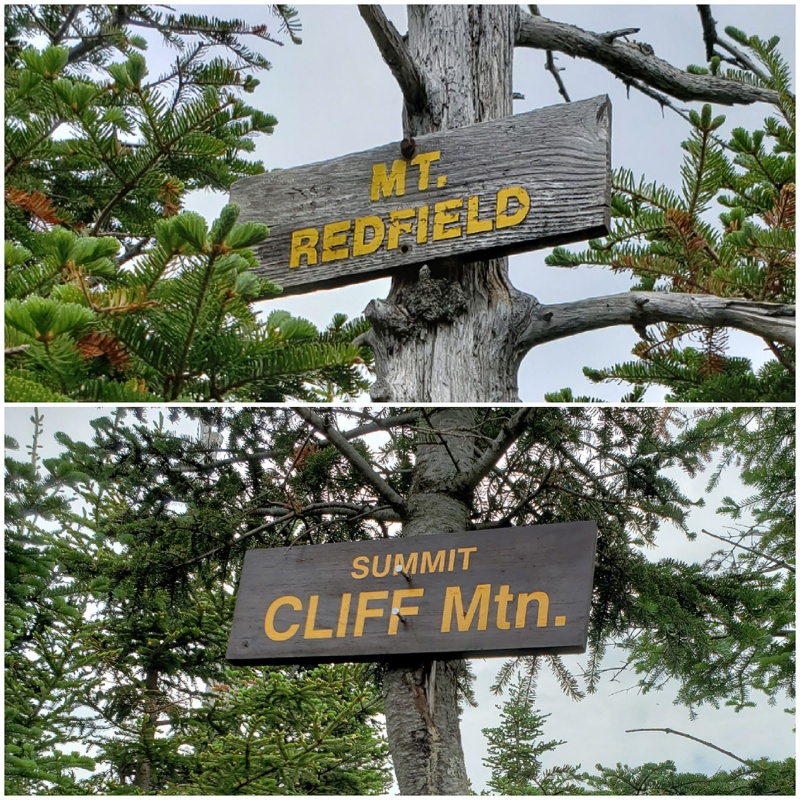 MT.
REDFIELD
SUMMIT
CLIFF Mtn.